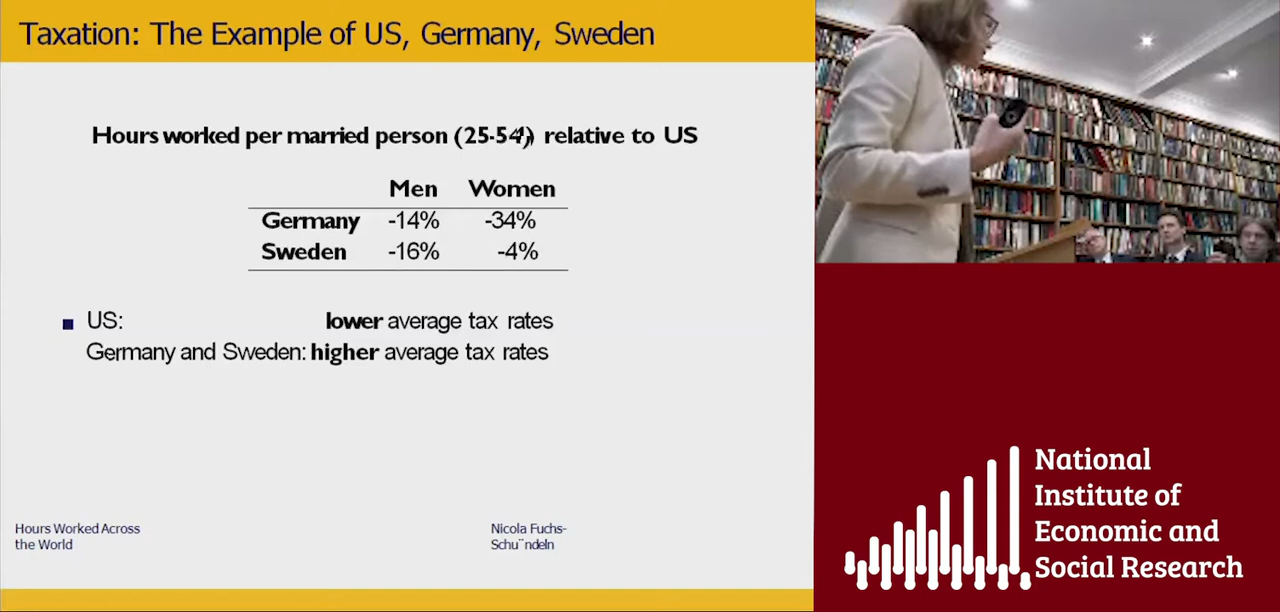 Taxation: The Example of US, Germany, Sweden
Hours worked per married person (25-54) relative to US
Men Women
Germany -14% -34%
Sweden -16% -4%
US: lower average tax rates
Germany and Sweden: higher average tax rates
Hours Worked Across
the World
Nicola Fuchs-
Schu¨ndeln
National
Institute of
Economic and
Social Research